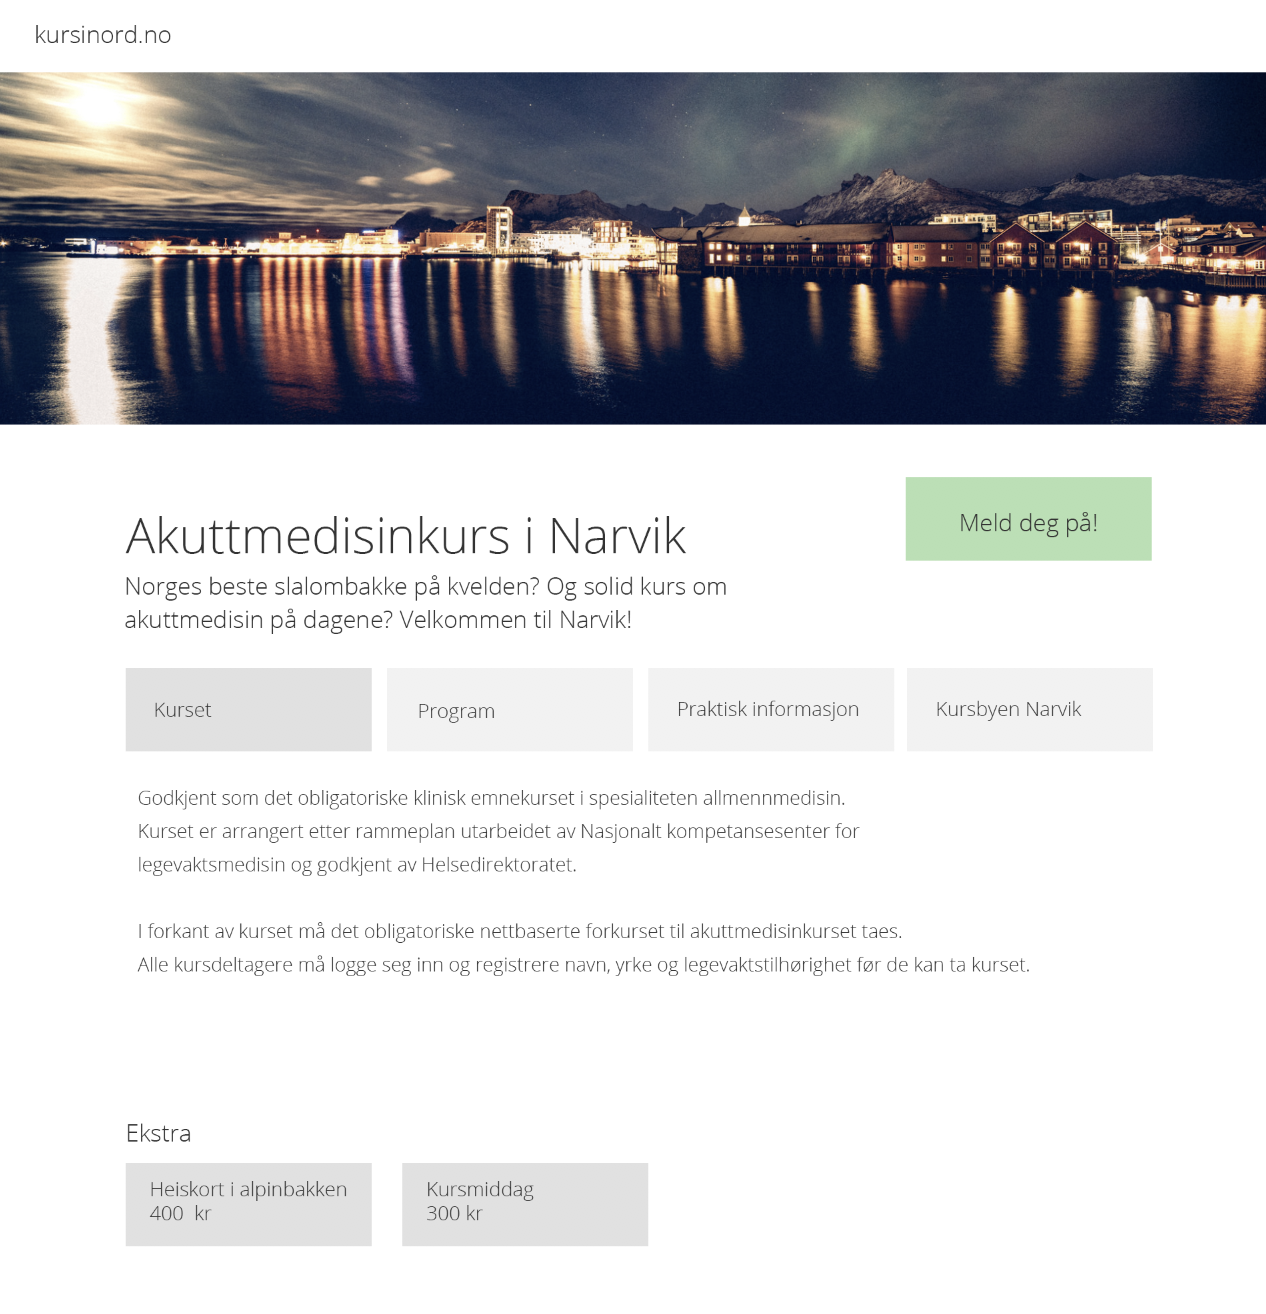 kursinord.no
Akuttmedisinkurs i Narvik
Meld deg på!
Norges beste slalombakke på kvelden? Og solid kurs om
akuttmedisin på dagene? Velkommen til Narvik!
Kurset
Program
Praktisk informasjon
Kursbyen Narvik
Godkjent som det obligatoriske klinisk emnekurset i spesialiteten allmennmedisin.
Kurset er arrangert etter rammeplan utarbeidet av Nasjonalt kompetansesenter for
legevaktsmedisin og godkjent av Helsedirektoratet.
I forkant av kurset må det obligatoriske nettbaserte forkurset til akuttmedisinkurset taes.
Alle kursdeltagere må logge seg inn og registrere navn, yrke og legevaktstilhørighet før de kan ta kurset.
Ekstra
Heiskort i alpinbakken
400  kr
Kursmiddag
300 kr